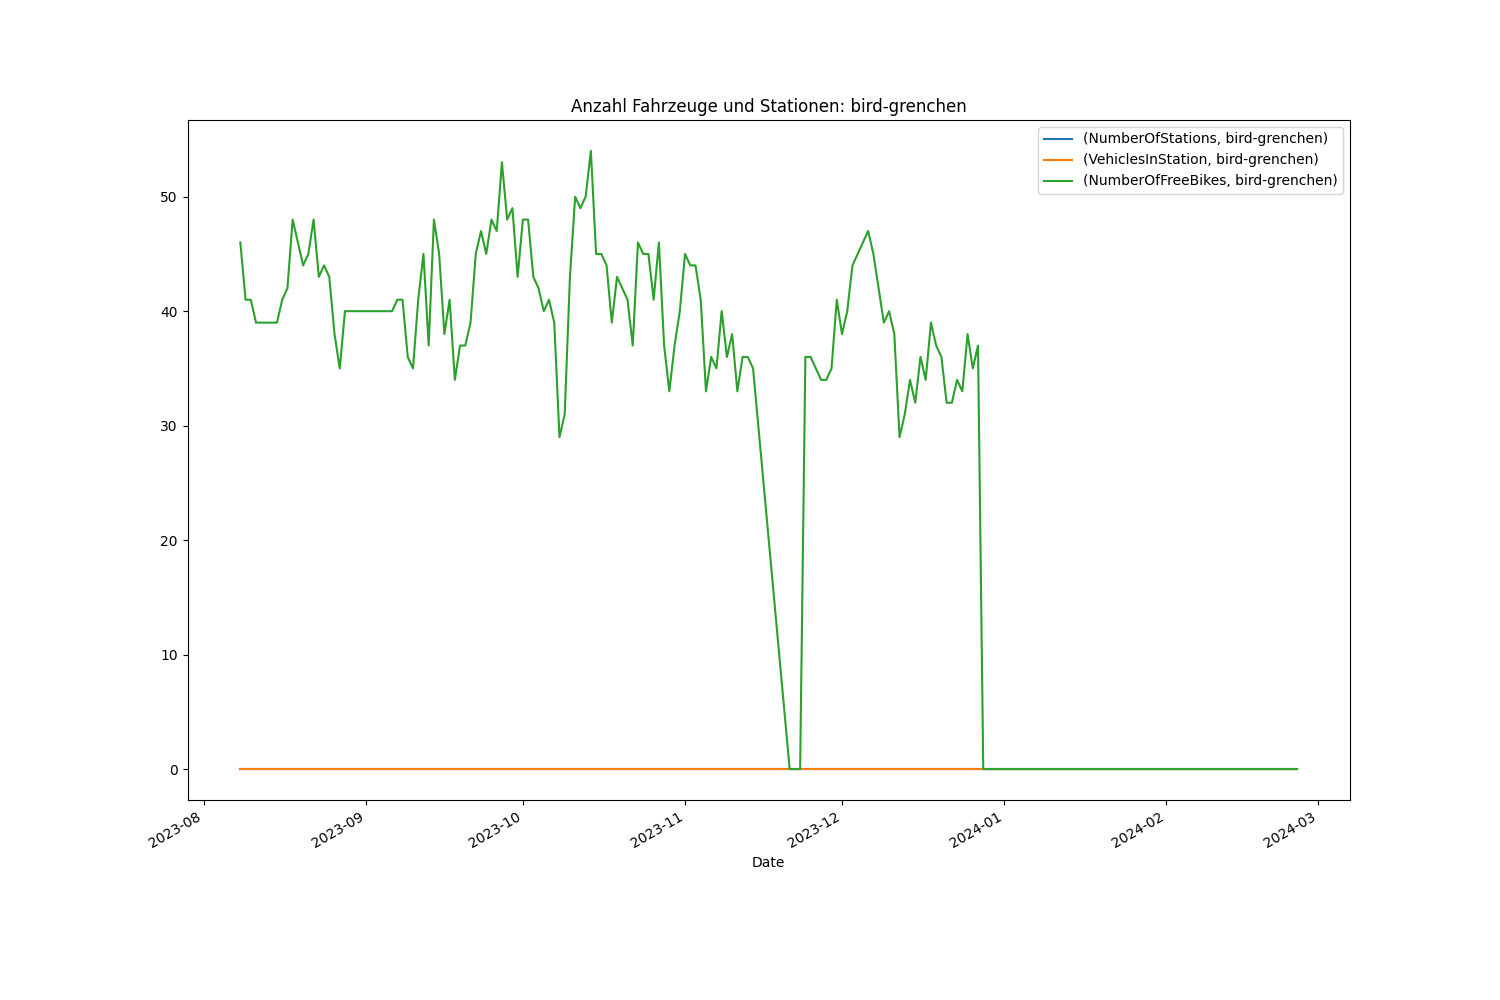 Anzahl Fahrzeuge und Stationen: bird-grenchen
(NumberOfStations, bird-grenchen)
(VehiclesInStation, bird-grenchen)
(NumberOfFreeBikes, bird-grenchen)
50
40
30
20
10
0
2023-08
2023-09
2023-10
2023-11
2023-12
2024-01
2024-02
2024-03
Date